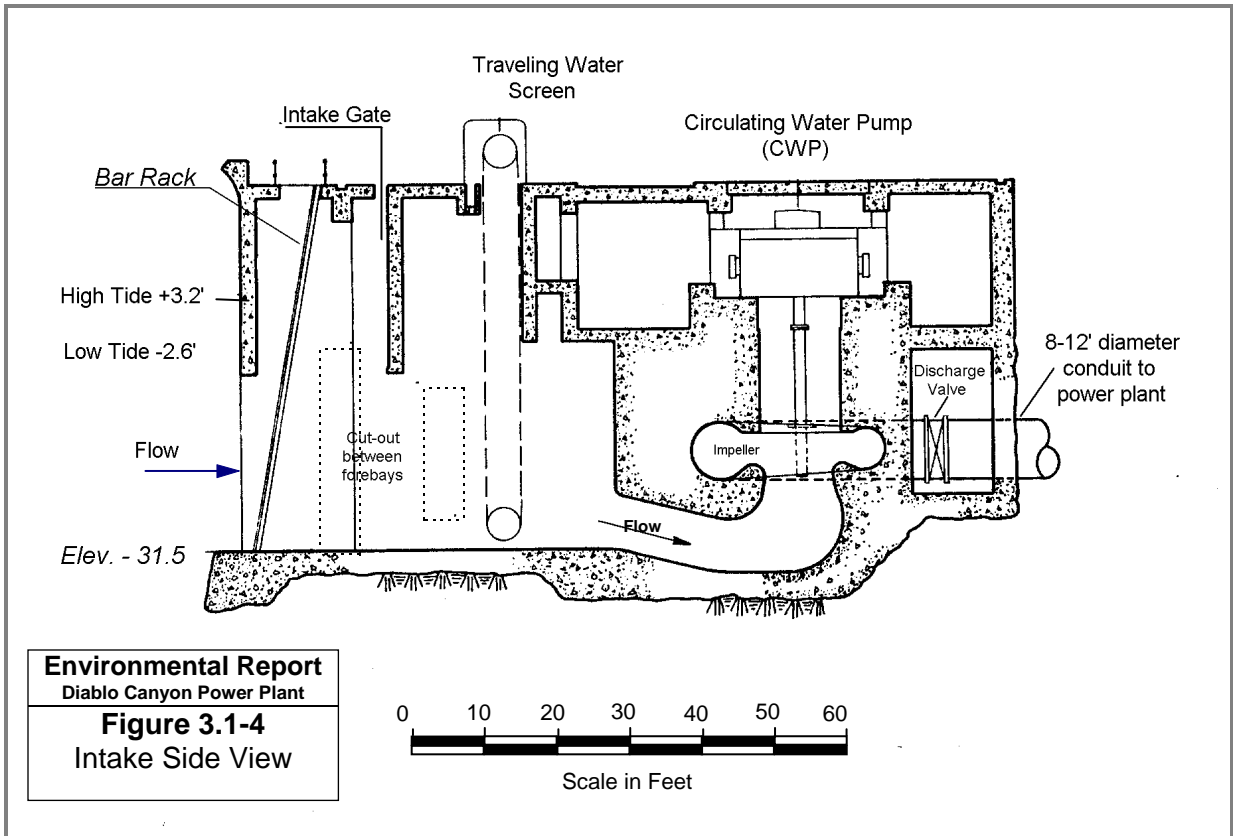 Traveling Water
Screen
Intake Gate
Circulating Water Pump
(CWP)
Bar Rack
High Tide +3.2'
Low Tide -2.6'
8-12' diameter
conduit to
power plant
Discharge
Valve
Flow
Cut-out
between
forebays
Impeller
Flow
Elev. - 31.5
Environmental Report
Diablo Canyon Power Plant
Figure 3.1-4
Intake Side View
0 10 20 30 40 50 60
Scale in Feet